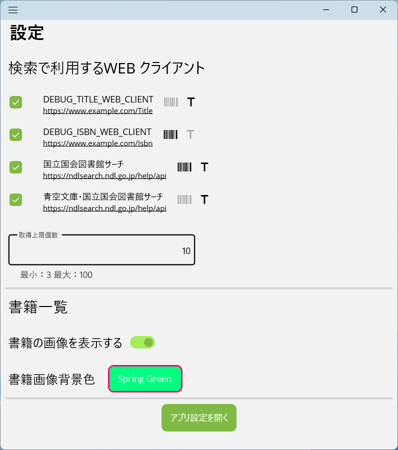 設定
検索で利用するWEB クライアント
DEBUG_TITLE_WEB_CLIENT T
https://www.example.com/Title
DEBUG_ISBN_WEB_CLIENT T
https://www.example.com/Isbn
国立国会図書館サーチ T
https://ndlsearch.ndl.go.jp/help/api
青空文庫・国立国会図書館サーチ T
https://ndlsearch.ndl.go.jp/help/api
取得上層個数
10
最小：3 最大：100
書籍一覧
書籍の画像を表示する
書籍画像背景色 Spring Green
アプリ設定を開く